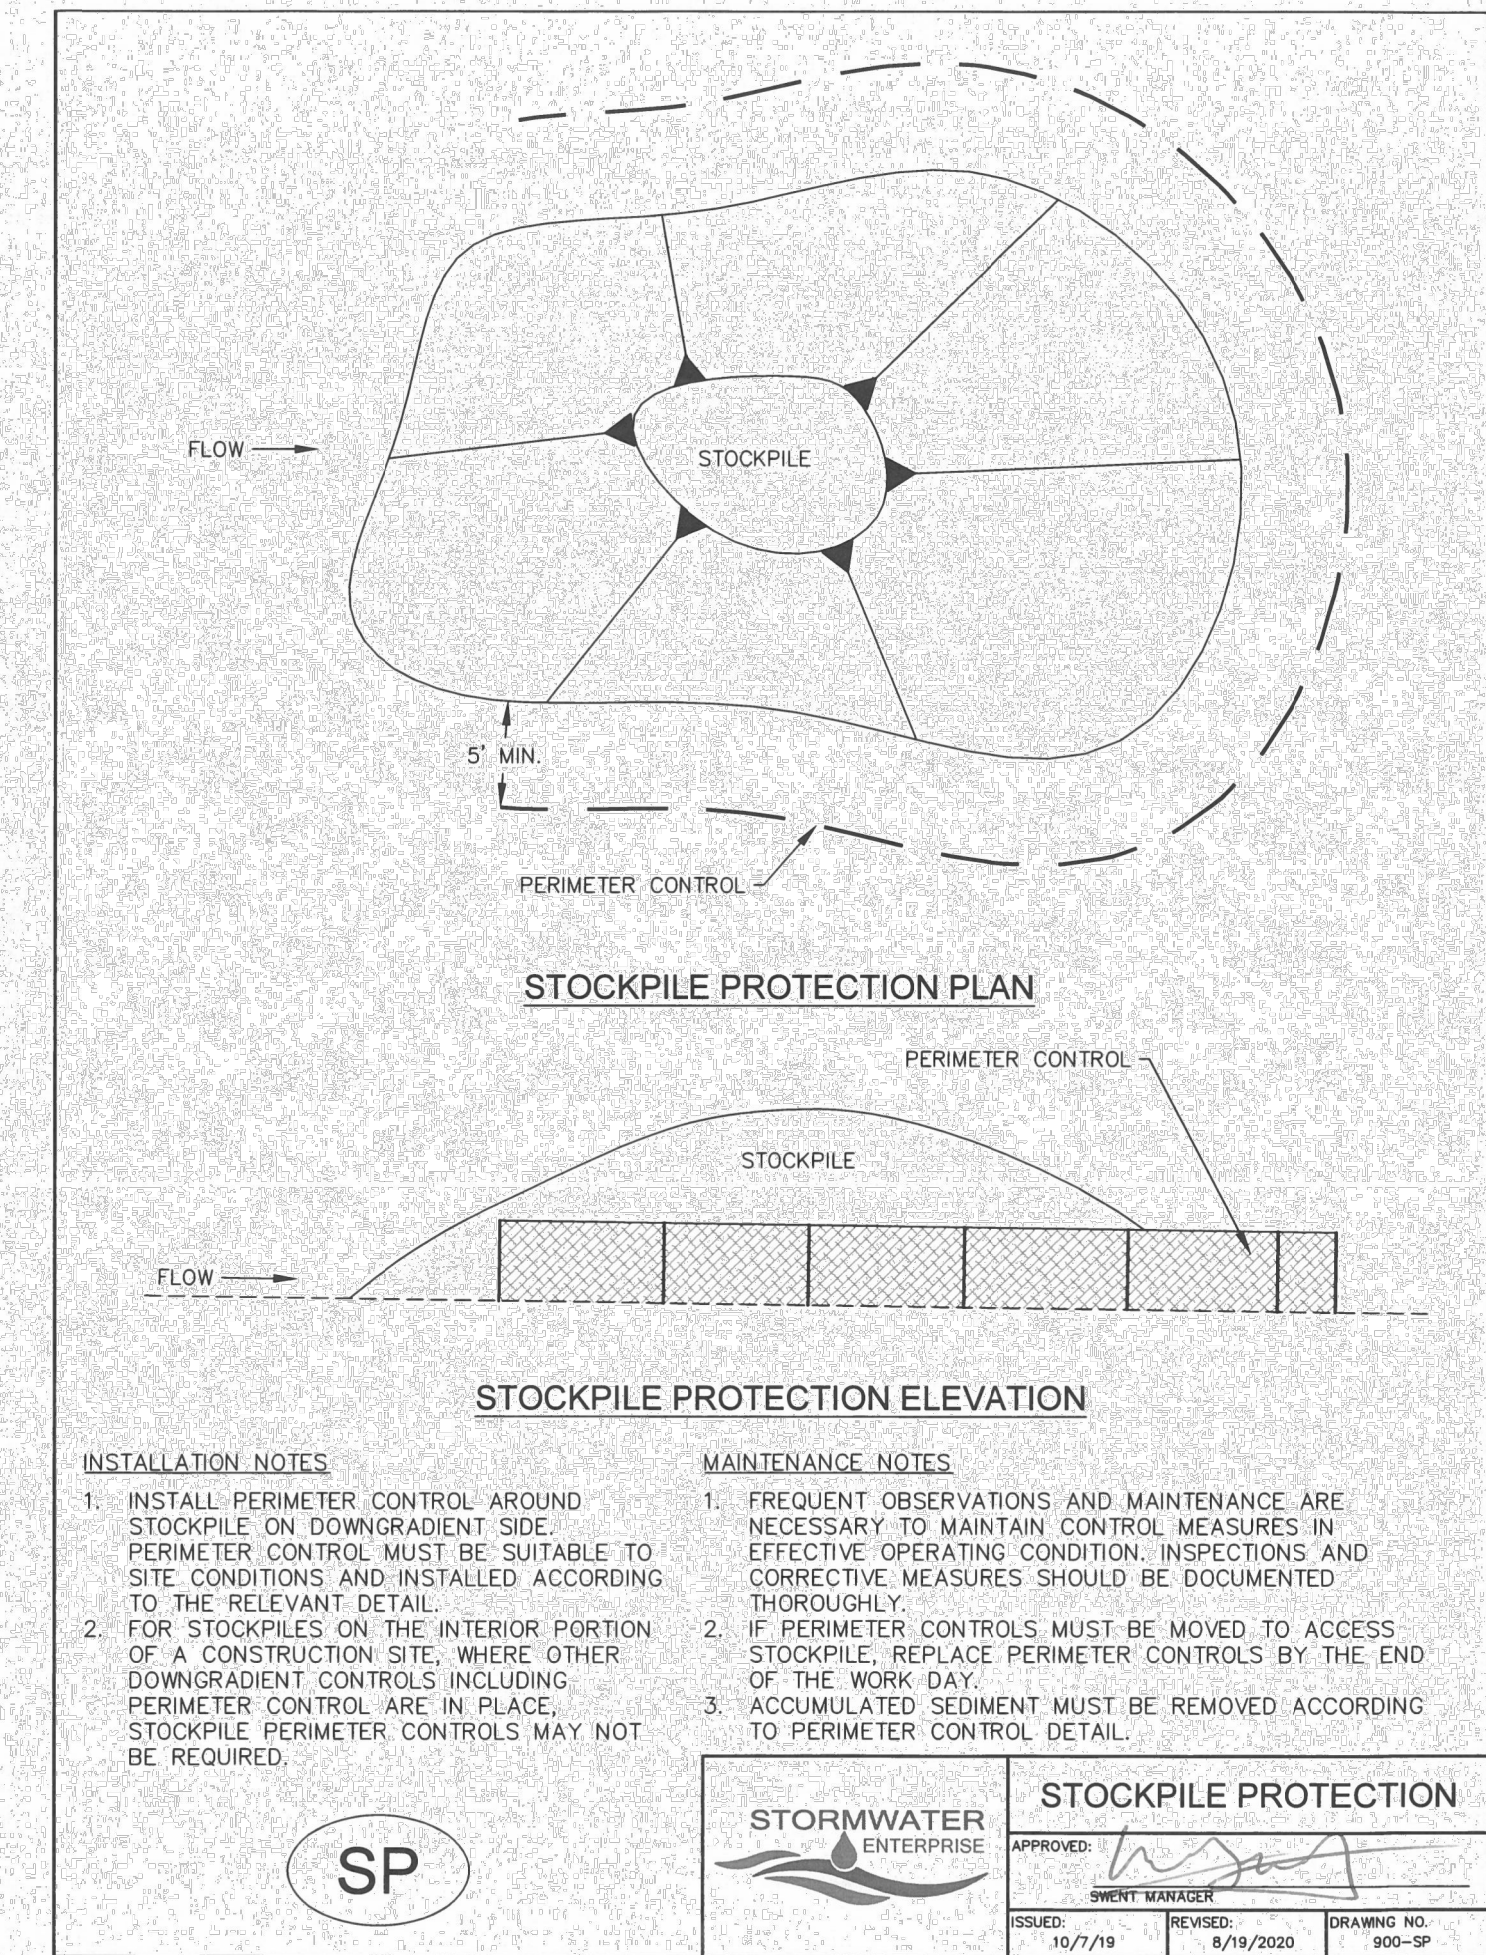 FLOW
STOCKPILE
5' MIN.
PERIMETER CONTROL
STOCKPILE PROTECTION PLAN
PERIMETER CONTROL
STOCKPILE
FLOW
STOCKPILE PROTECTION ELEVATION
INSTALLATION NOTES
1. INSTALL PERIMETER CONTROL AROUND
STOCKPILE ON DOWNGRADIENT SIDE.
PERIMETER CONTROL MUST BE SUITABLE TO
SITE CONDITIONS AND INSTALLED ACCORDING
TO THE RELEVANT DETAIL.
2. FOR STOCKPILES ON THE INTERIOR PORTION
OF A CONSTRUCTION SITE, WHERE OTHER
DOWNGRADIENT CONTROLS INCLUDING
PERIMETER CONTROL ARE IN PLACE,
STOCKPILE PERIMETER CONTROLS MAY NOT
BE REQUIRED.
MAINTENANCE NOTES
1. FREQUENT OBSERVATIONS AND MAINTENANCE ARE
NECESSARY TO MAINTAIN CONTROL MEASURES IN
EFFECTIVE OPERATING CONDITION. INSPECTIONS AND
CORRECTIVE MEASURES SHOULD BE DOCUMENTED
THOROUGHLY.
2. IF PERIMETER CONTROLS MUST BE MOVED TO ACCESS
STOCKPILE, REPLACE PERIMETER CONTROLS BY THE END
OF THE WORK DAY.
3. ACCUMULATED SEDIMENT MUST BE REMOVED ACCORDING
TO PERIMETER CONTROL DETAIL.
SP
STORMWATER
ENTERPRISE
STOCKPILE PROTECTION
APPROVED:
SWENT MANAGER
ISSUED:
10/7/19
REVISED:
8/19/2020
DRAWING NO.
900-SP